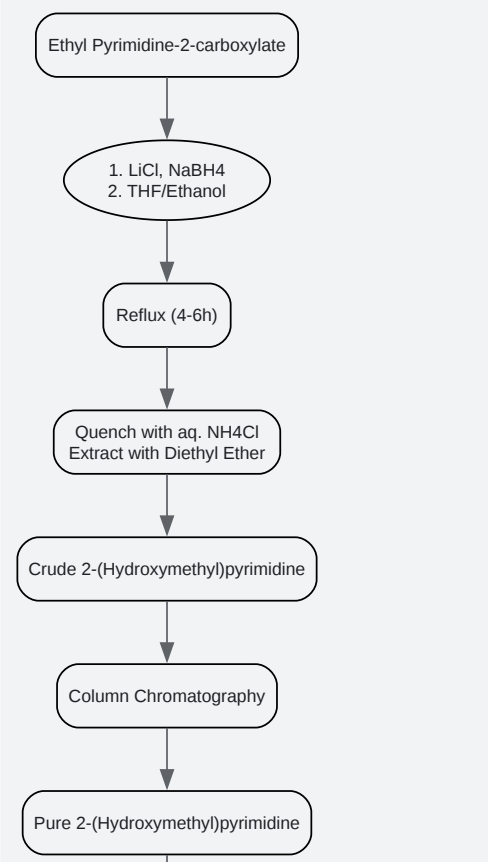 Ethyl Pyrimidine-2-carboxylate
1. LiCl, NaBH4
2. THF/Ethanol
Reflux (4-6h)
Quench with aq. NH4Cl
Extract with Diethyl Ether
Crude 2-(Hydroxymethyl)pyrimidine
Column Chromatography
Pure 2-(Hydroxymethyl)pyrimidine